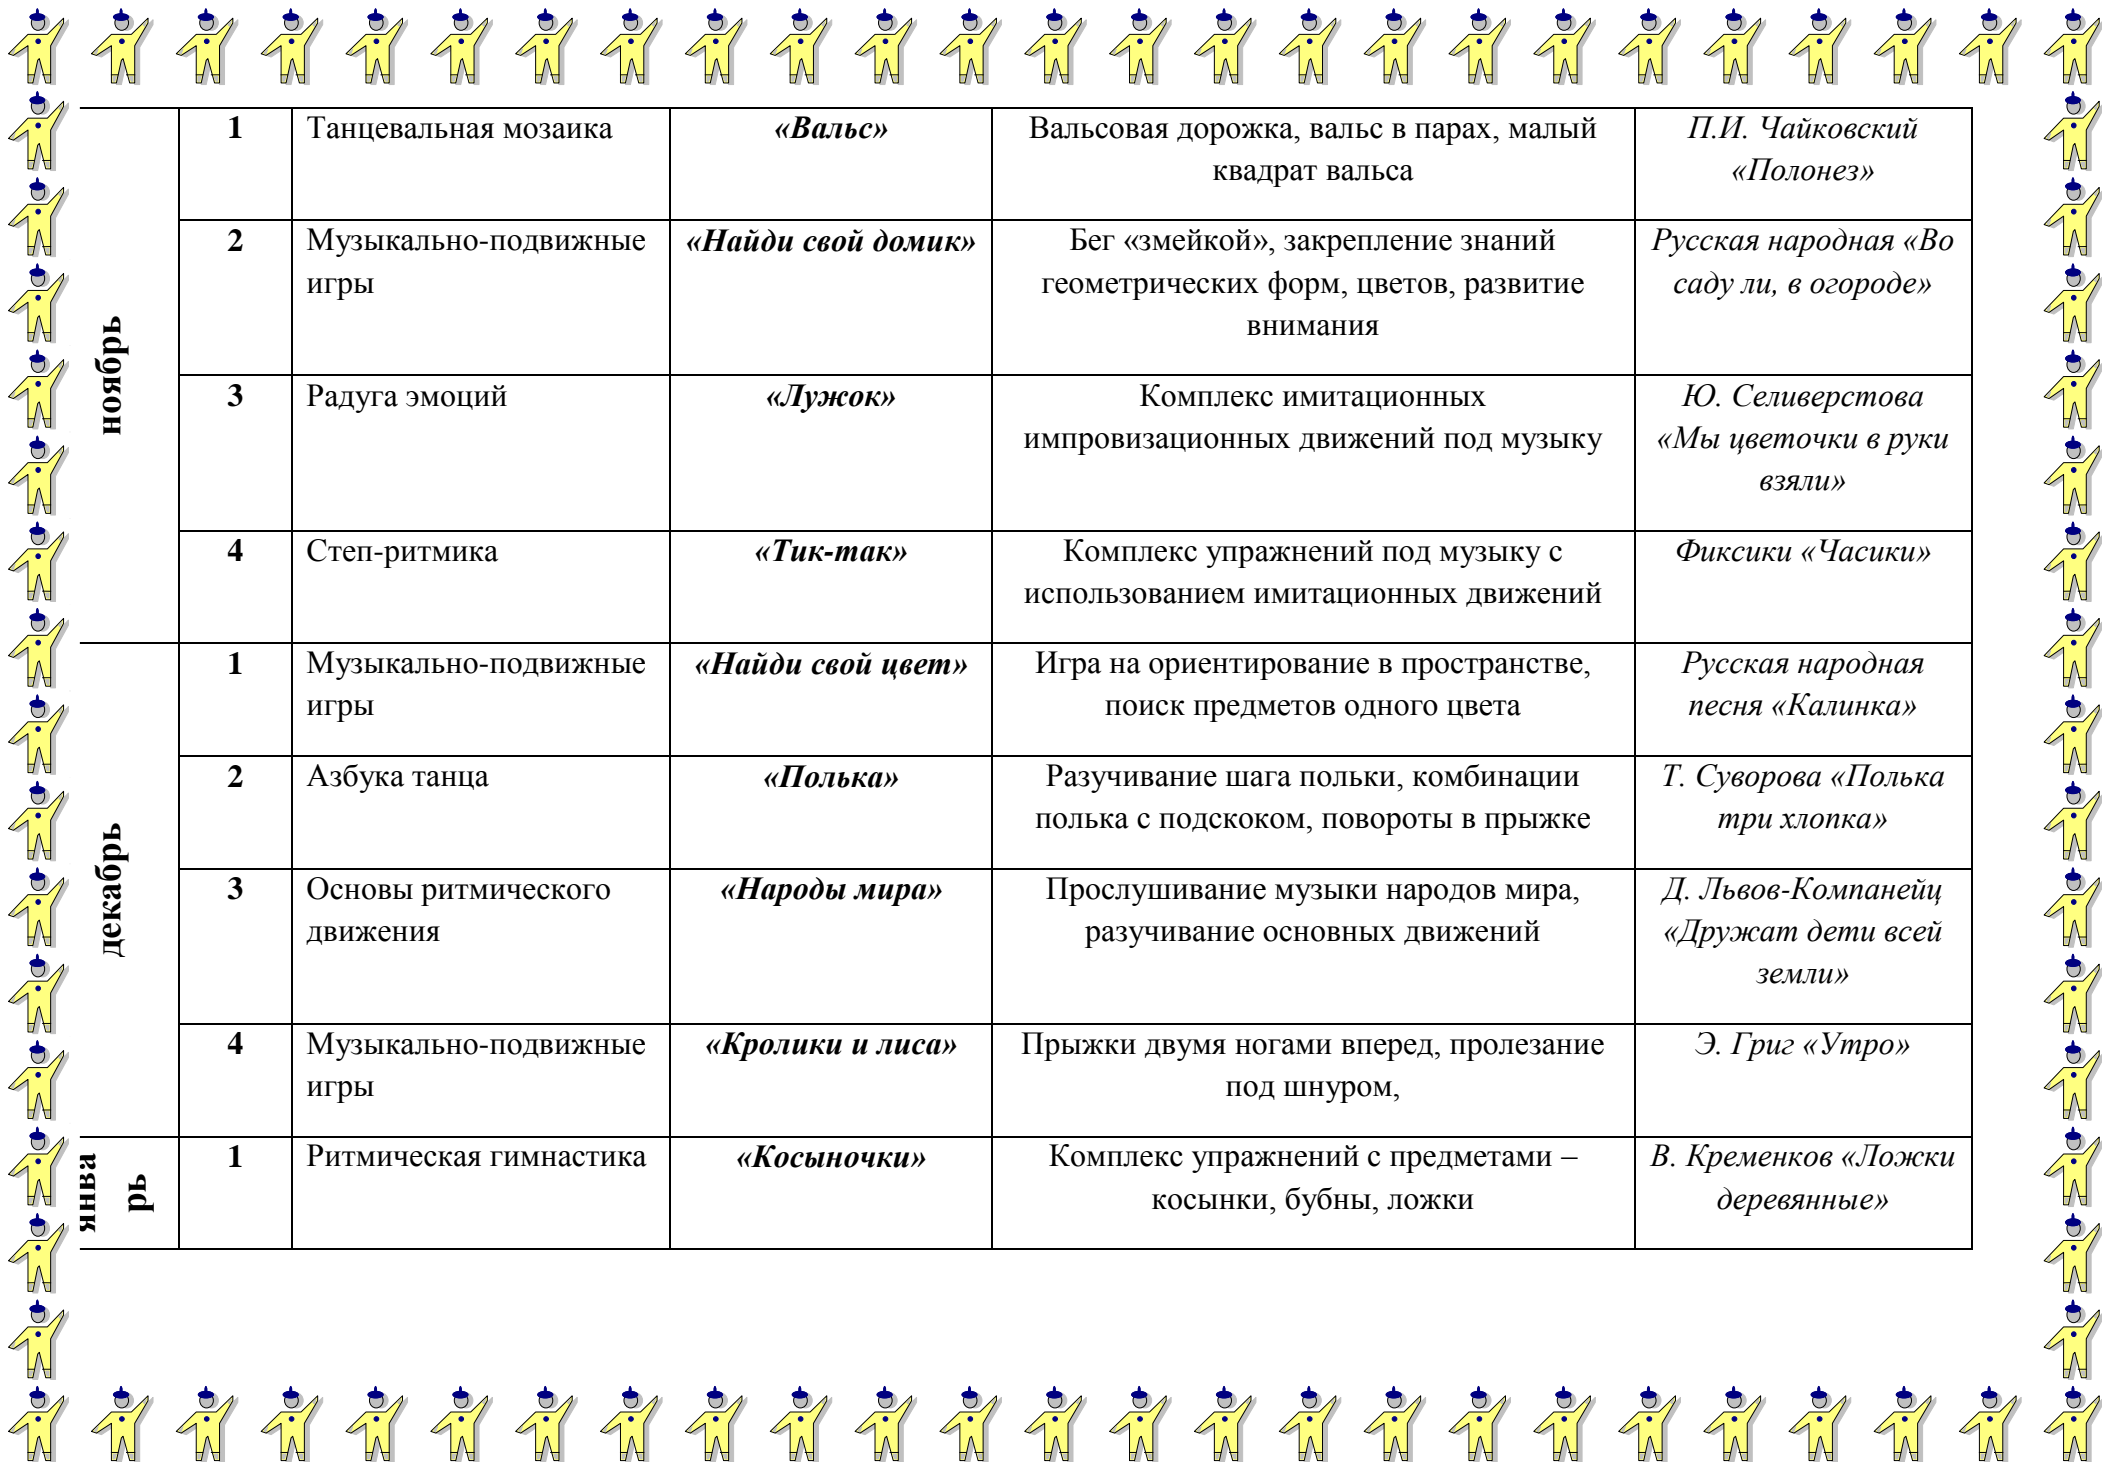 ноябрь
1
Танцевальная мозаика
«Вальс»
Вальсовая дорожка, вальс в парах, малый
квадрат вальса
П.И. Чайковский
«Полонез»
2
Музыкально-подвижные
игры
«Найди свой домик»
Бег «змейкой», закрепление знаний
геометрических форм, цветов, развитие
внимания
Русская народная «Во
саду ли, в огороде»
3
Радуга эмоций
«Лужок»
Комплекс имитационных
импровизационных движений под музыку
Ю. Селиверстова
«Мы цветочки в руки
взяли»
4
Степ-ритмика
«Тик-так»
Комплекс упражнений под музыку с
использованием имитационных движений
Фиксики «Часики»
декабрь
1
Музыкально-подвижные
игры
«Найди свой цвет»
Игра на ориентирование в пространстве,
поиск предметов одного цвета
Русская народная
песня «Калинка»
2
Азбука танца
«Полька»
Разучивание шага польки, комбинации
полька с подскоком, повороты в прыжке
Т. Суворова «Полька
три хлопка»
3
Основы ритмического
движения
«Народы мира»
Прослушивание музыки народов мира,
разучивание основных движений
Д. Львов-Компанейц
«Дружат дети всей
земли»
4
Музыкально-подвижные
игры
«Кролики и лиса»
Прыжки двумя ногами вперед, пролезание
под шнуром,
Э. Григ «Утро»
янва
рь
1
Ритмическая гимнастика
«Косыночки»
Комплекс упражнений с предметами –
косынки, бубны, ложки
В. Кременков «Ложки
деревянные»